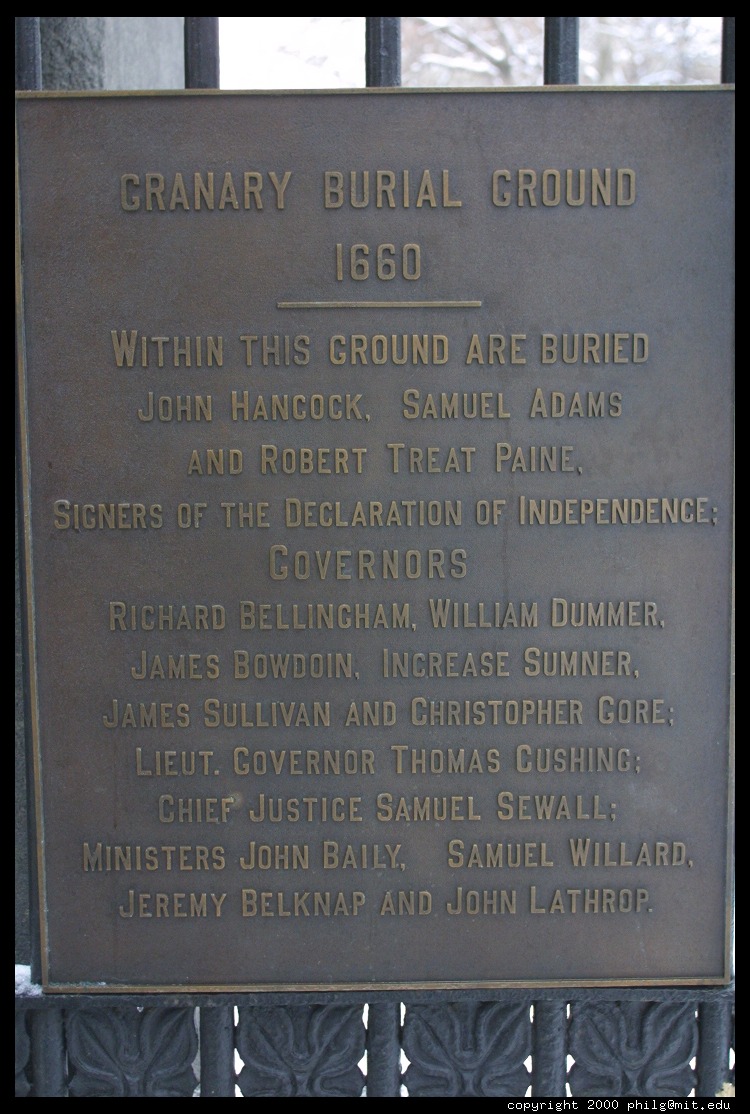 GRANARY BURIAL GROUND
1660
WITHIN THIS GROUND ARE BURIED
JOHN HANCOCK, SAMUEL ADAMS
AND ROBERT TREAT PAINE,
SIGNERS OF THE DECLARATION OF INDEPENDENCE;
GOVERNORS
RICHARD BELLINGHAM, WILLIAM DUMMER,
JAMES BOWDOIN, INCREASE SUMNER,
JAMES SULLIVAN AND CHRISTOPHER GORE;
LIEUT. GOVERNOR THOMAS CUSHING;
CHIEF JUSTICE SAMUEL SEWALL;
MINISTERS JOHN BAILY, SAMUEL WILLARD,
JEREMY BELKNAP AND JOHN LATHROP.
copyright 2000 philg@mit.edu